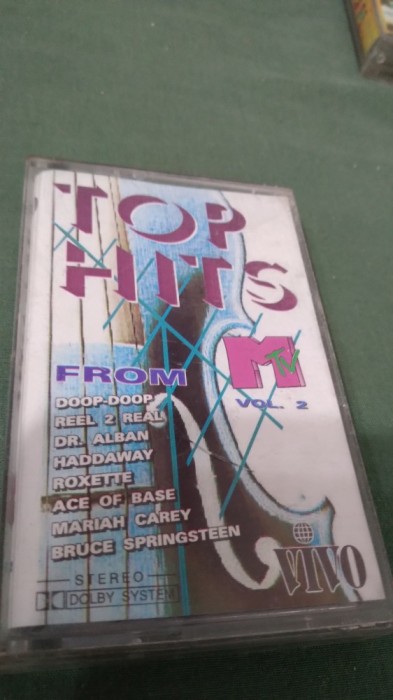 TOP
HITS
FROM
MTV
VOL. 2
DOOP-DOOP
REEL 2 REAL
DR. ALBAN
HADDAWAY
ROXETTE
ACE OF BASE
MARIAH CAREY
BRUCE SPRINGSTEEN
STEREO
DOLBY SYSTEM
VIVO